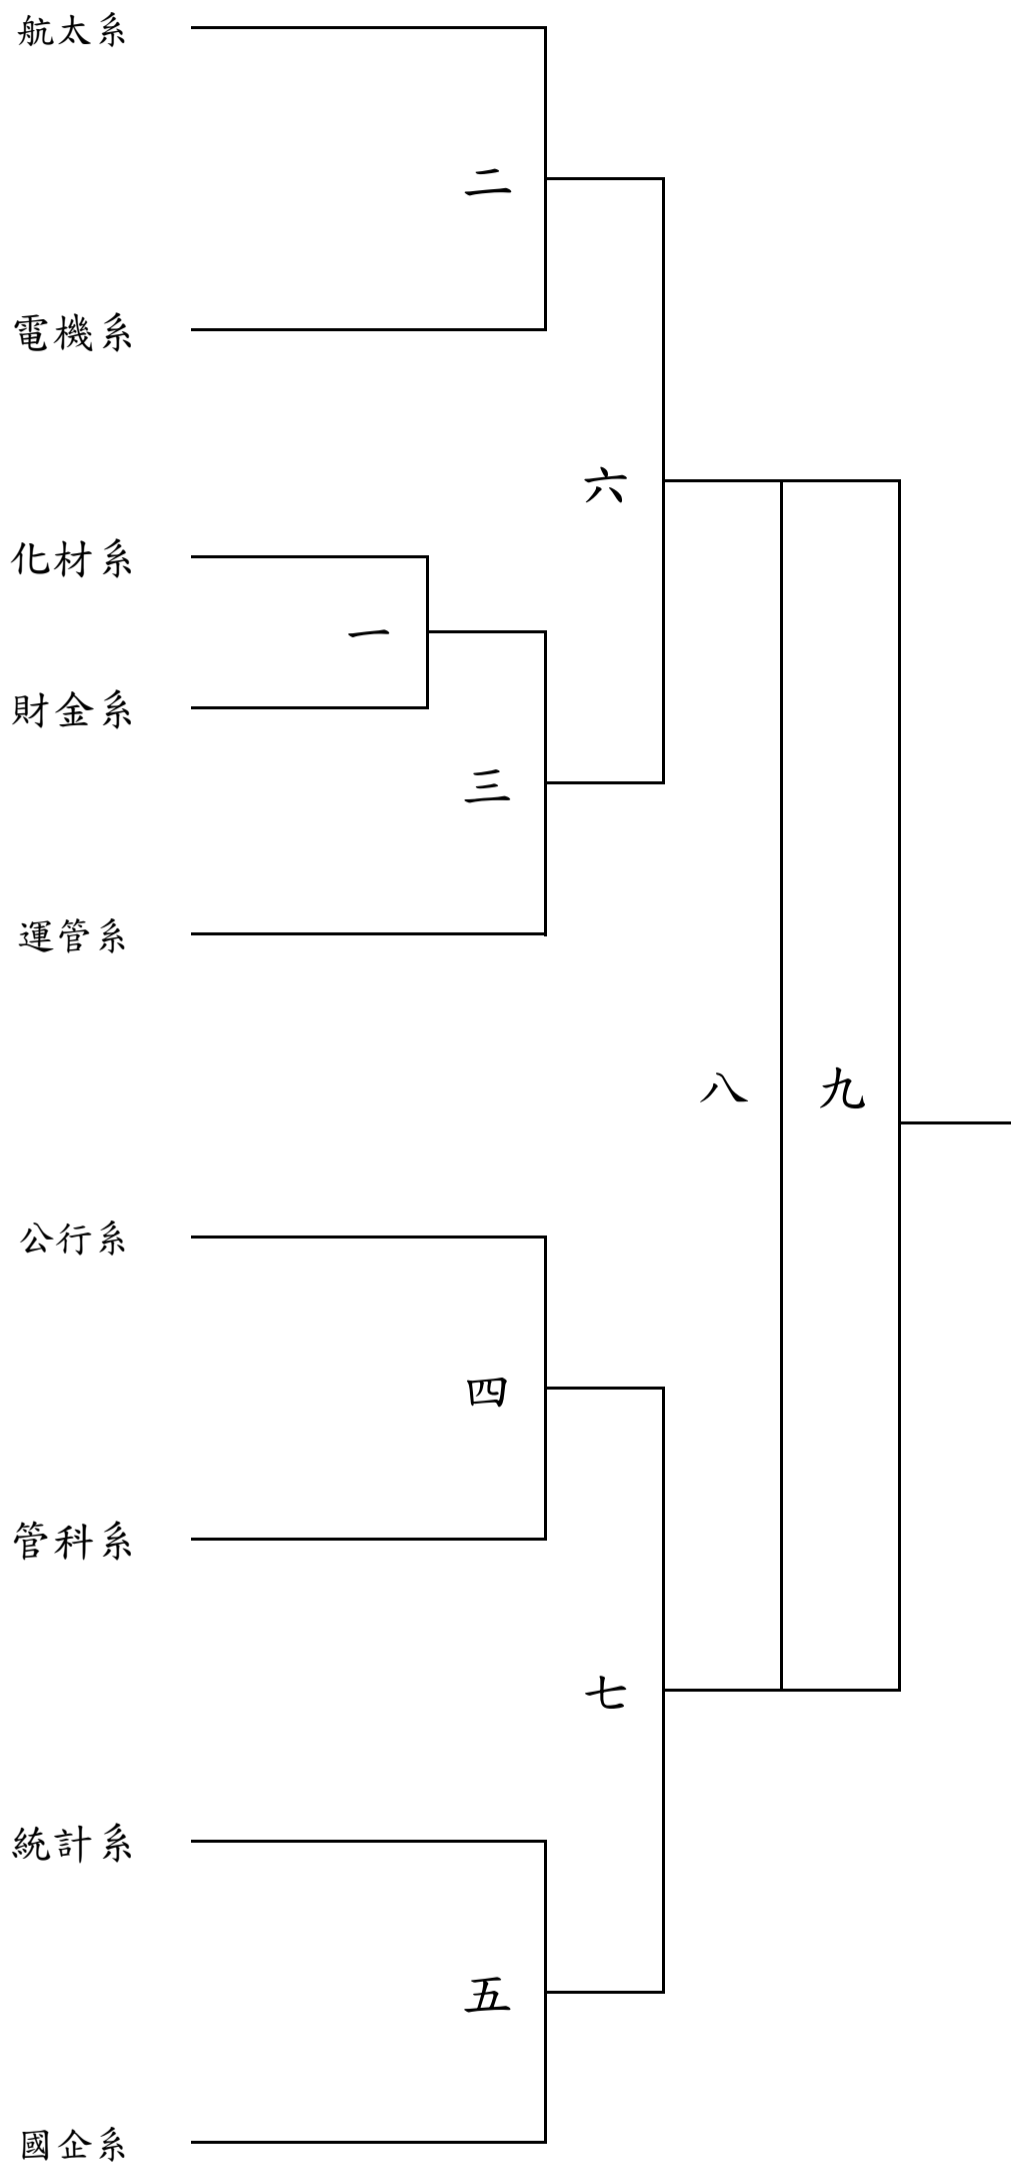 航太系
二
電機系
六
化材系
一
財金系
三
運管系
八
九
公行系
四
管科系
七
統計系
五
國企系